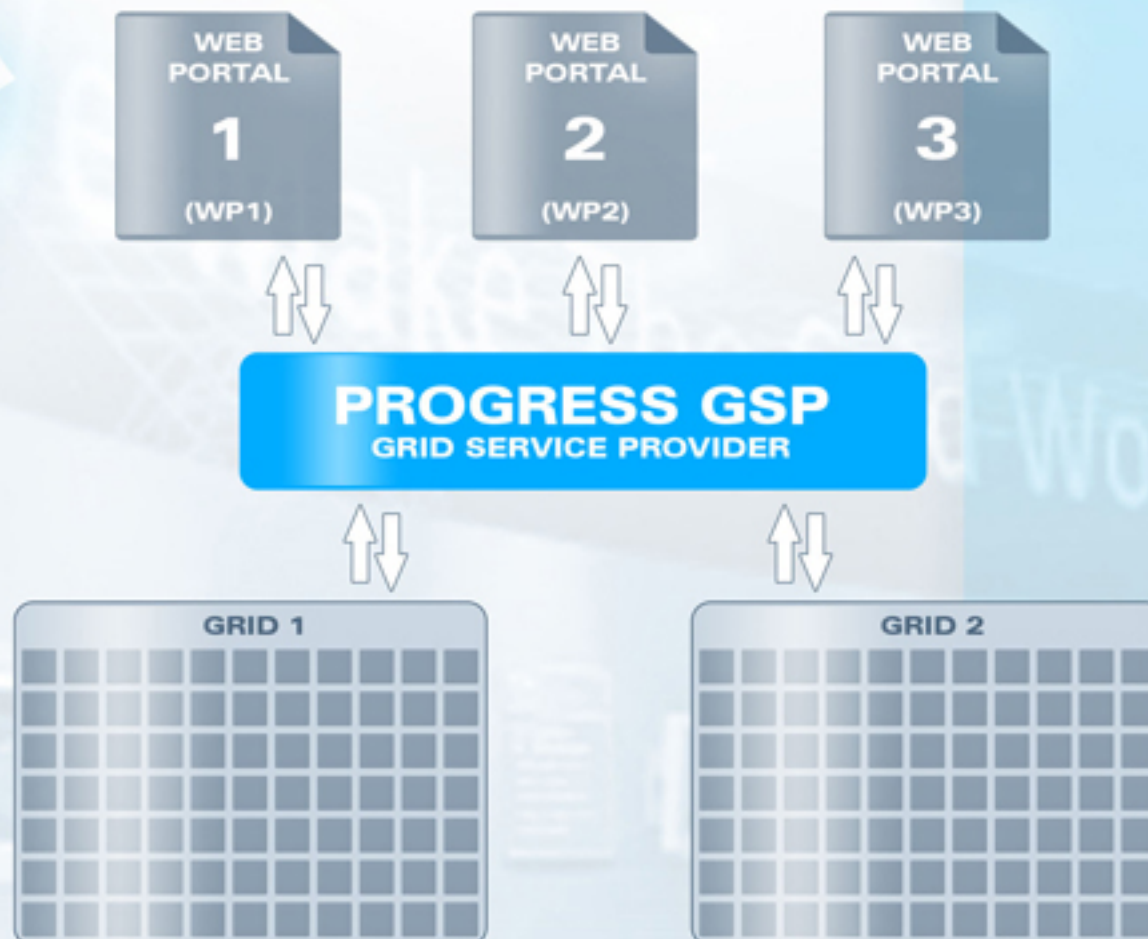 WEB
PORTAL
1
(WP1)
WEB
PORTAL
2
(WP2)
WEB
PORTAL
3
(WP3)
PROGRESS GSP
GRID SERVICE PROVIDER
GRID 1
GRID 2